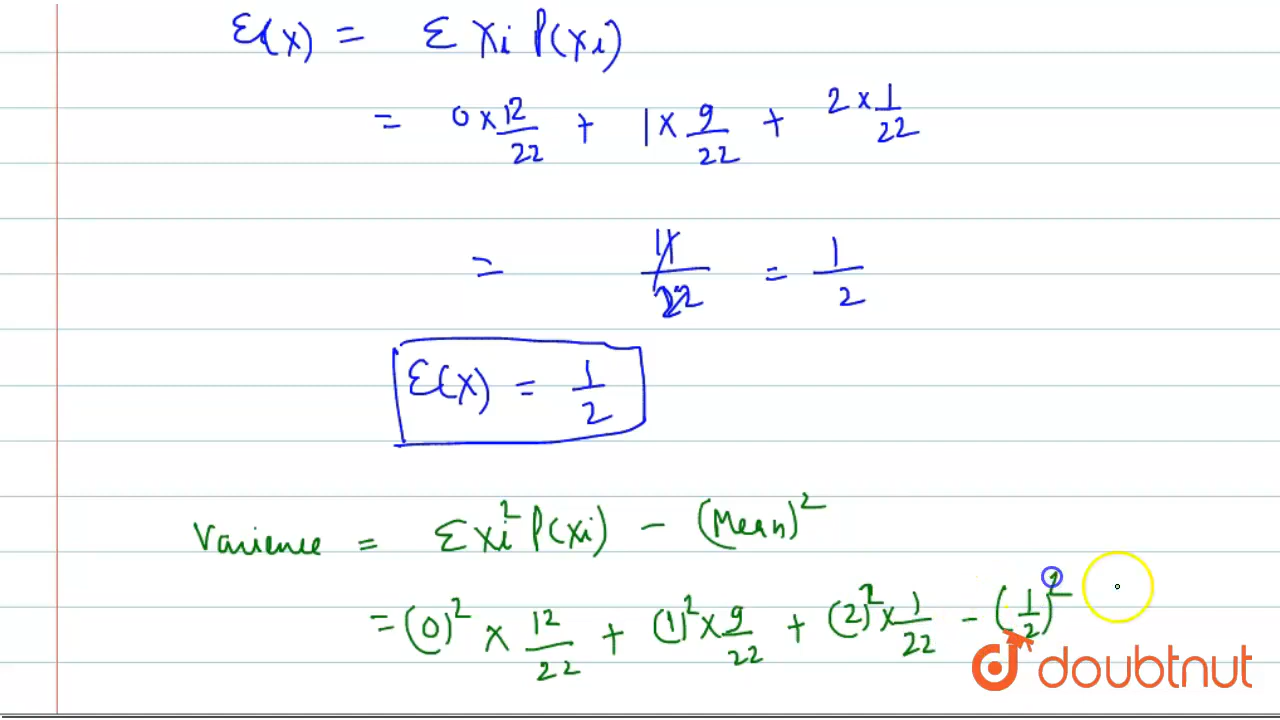 E(x) = Σ xi P(xi)
= 0 × 12/22 + 1 × 9/22 + 2 × 1/22
= 11/22 = 1/2
E(x) = 1/2
Varience = Σ xi² P(xi) – (Mean)²
= (0)² × 12/22 + (1)² × 9/22 + (2)² × 1/22 – (1/2)²
doubtnut